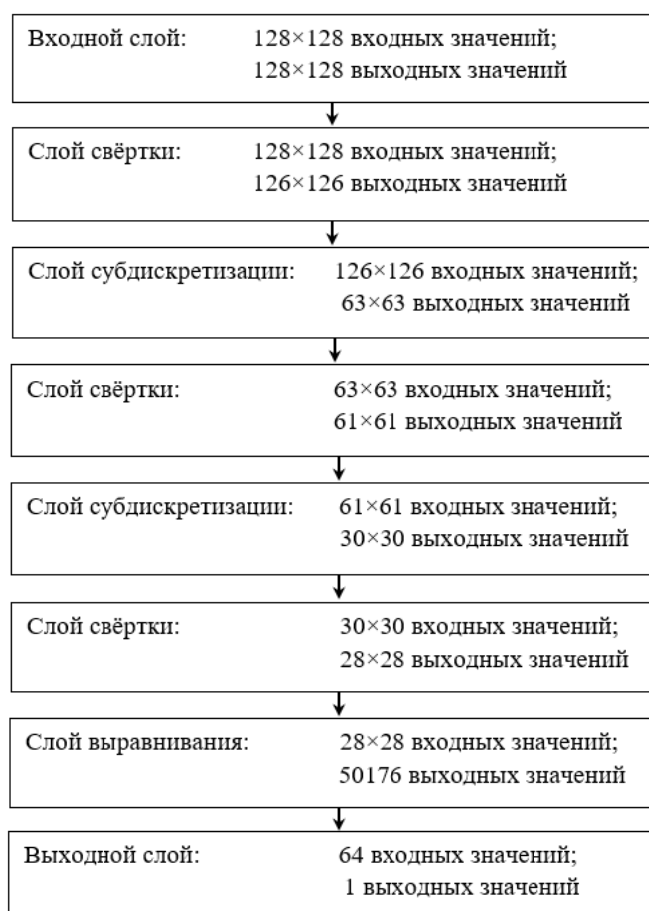 Входной слой: 128×128 входных значений;
128×128 выходных значений
Слой свёртки: 128×128 входных значений;
126×126 выходных значений
Слой субдискретизации: 126×126 входных значений;
63×63 выходных значений
Слой свёртки: 63×63 входных значений;
61×61 выходных значений
Слой субдискретизации: 61×61 входных значений;
30×30 выходных значений
Слой свёртки: 30×30 входных значений;
28×28 выходных значений
Слой выравнивания: 28×28 входных значений;
50176 выходных значений
Выходной слой: 64 входных значений;
1 выходных значений